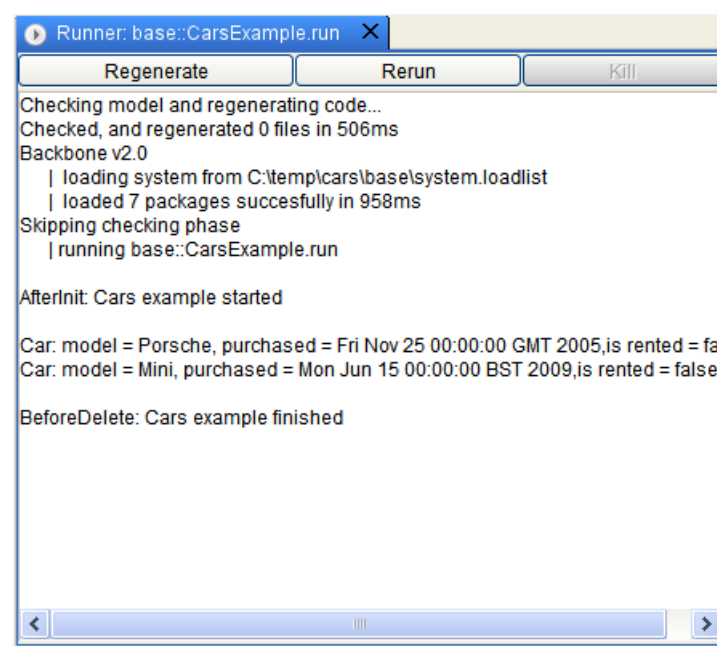 Runner: base::CarsExample.run
Regenerate Rerun Kill
Checking model and regenerating code...
Checked, and regenerated 0 files in 506ms
Backbone v2.0
| loading system from C:\temp\cars\base\system.loadlist
| loaded 7 packages succesfully in 958ms
Skipping checking phase
| running base::CarsExample.run
AfterInit: Cars example started
Car: model = Porsche, purchased = Fri Nov 25 00:00:00 GMT 2005,is rented = fa
Car: model = Mini, purchased = Mon Jun 15 00:00:00 BST 2009,is rented = false
BeforeDelete: Cars example finished